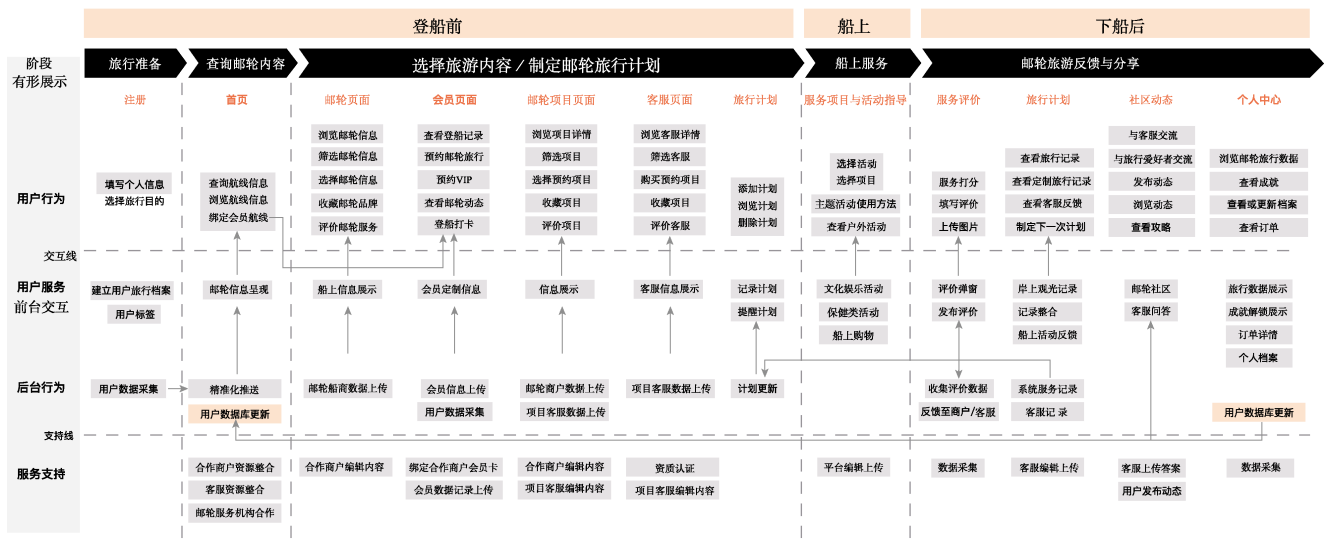 登船前
船上
下船后
阶段
有形展示
旅行准备
查询邮轮内容
选择旅游内容 / 制定邮轮旅行计划
船上服务
邮轮旅游反馈与分享
注册
首页
邮轮页面
会员页面
邮轮项目页面
客服页面
旅行计划
服务项目与活动指导
服务评价
旅行计划
社区动态
个人中心
用户行为
填写个人信息
选择旅行目的
查询航线信息
浏览航线信息
绑定会员航线
浏览邮轮信息
筛选邮轮信息
选择邮轮信息
收藏邮轮品牌
评价邮轮服务
查看登船记录
预约邮轮旅行
预约VIP
查看邮轮动态
登船打卡
浏览项目详情
筛选项目
选择预约项目
收藏项目
评价项目
浏览客服详情
筛选客服
购买预约项目
收藏项目
评价客服
添加计划
浏览计划
删除计划
选择活动
选择项目
主题活动使用方法
查看户外活动
服务打分
填写评价
上传图片
查看旅行记录
查看定制旅行记录
查看客服反馈
制定下一次计划
与客服交流
与旅行爱好者交流
发布动态
浏览动态
查看攻略
浏览邮轮旅行数据
查看成就
查看或更新档案
查看订单
交互线
用户服务
前台交互
建立用户旅行档案
用户标签
邮轮信息呈现
船上信息展示
会员定制信息
信息展示
客服信息展示
记录计划
提醒计划
文化娱乐活动
保健类活动
船上购物
评价弹窗
发布评价
岸上观光记录
记录整合
船上活动反馈
邮轮社区
客服问答
旅行数据展示
成就解锁展示
订单详情
个人档案
后台行为
用户数据采集
精准化推送
用户数据库更新
邮轮船商数据上传
会员信息上传
用户数据采集
邮轮商户数据上传
项目客服数据上传
项目客服数据上传
计划更新
收集评价数据
反馈至商户/客服
系统服务记录
客服记 录
用户数据库更新
支持线
服务支持
合作商户资源整合
客服资源整合
邮轮服务机构合作
合作商户编辑内容
绑定合作商户会员卡
会员数据记录上传
合作商户编辑内容
项目客服编辑内容
资质认证
项目客服编辑内容
平台编辑上传
数据采集
客服编辑上传
客服上传答案
用户发布动态
数据采集